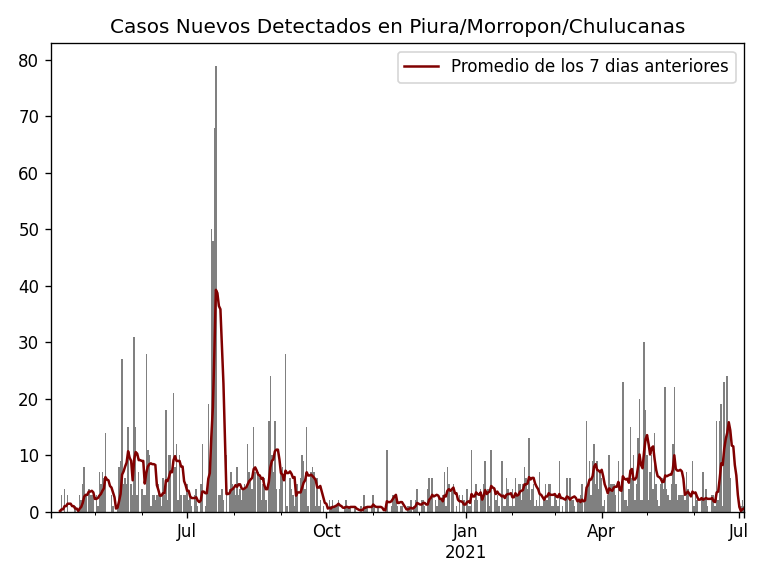 Casos Nuevos Detectados en Piura/Morropon/Chulucanas
Promedio de los 7 dias anteriores
80
70
60
50
40
30
20
10
0
Jul
Oct
Jan
2021
Apr
Jul